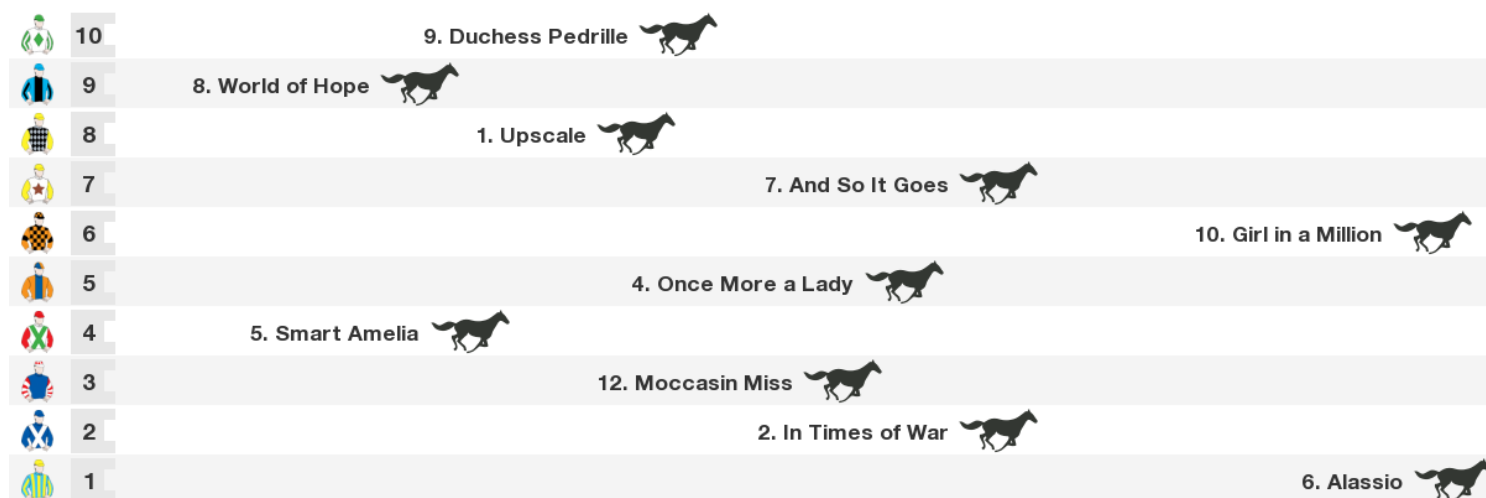 10 9. Duchess Pedrille
9 8. World of Hope
8 1. Upscale
7 7. And So It Goes
6 10. Girl in a Million
5 4. Once More a Lady
4 5. Smart Amelia
3 12. Moccasin Miss
2 2. In Times of War
1 6. Alassio